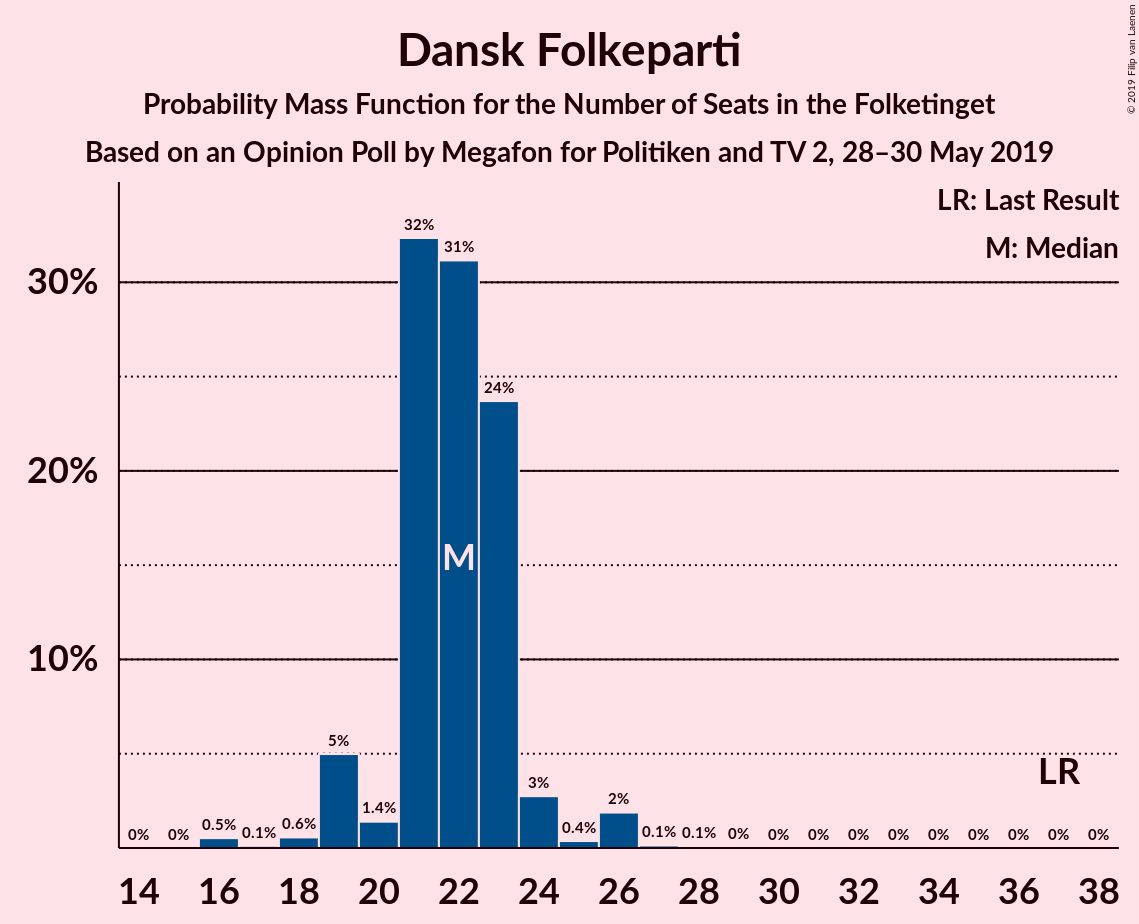 Dansk Folkeparti
Probability Mass Function for the Number of Seats in the Folketinget
Based on an Opinion Poll by Megafon for Politiken and TV 2, 28–30 May 2019
© 2019 Filip van Laenen
LR: Last Result
M: Median
30%
20%
10%
0% 0% 0.5% 0.1% 0.6% 5% 1.4% 32% 31% 24% 3% 0.4% 2% 0.1% 0.1% 0% 0% 0% 0% 0% 0% 0% 0% 0% 0%
M
LR
14 16 18 20 22 24 26 28 30 32 34 36 38